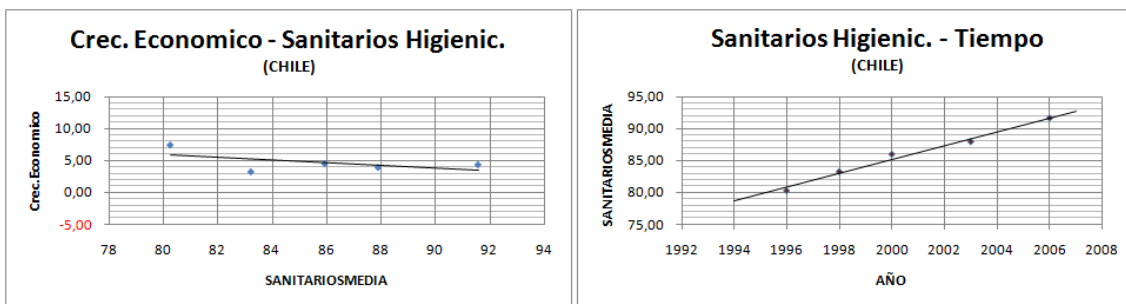 Crec. Economico - Sanitarios Higienic.
(CHILE)
15,00
10,00
5,00
0,00
-5,00
Crec.Economico
78 80 82 84 86 88 90 92 94
SANITARIOSMEDIA
Sanitarios Higienic. - Tiempo
(CHILE)
95,00
90,00
85,00
80,00
75,00
SANITARIOSMEDIA
1992 1994 1996 1998 2000 2002 2004 2006 2008
AÑO